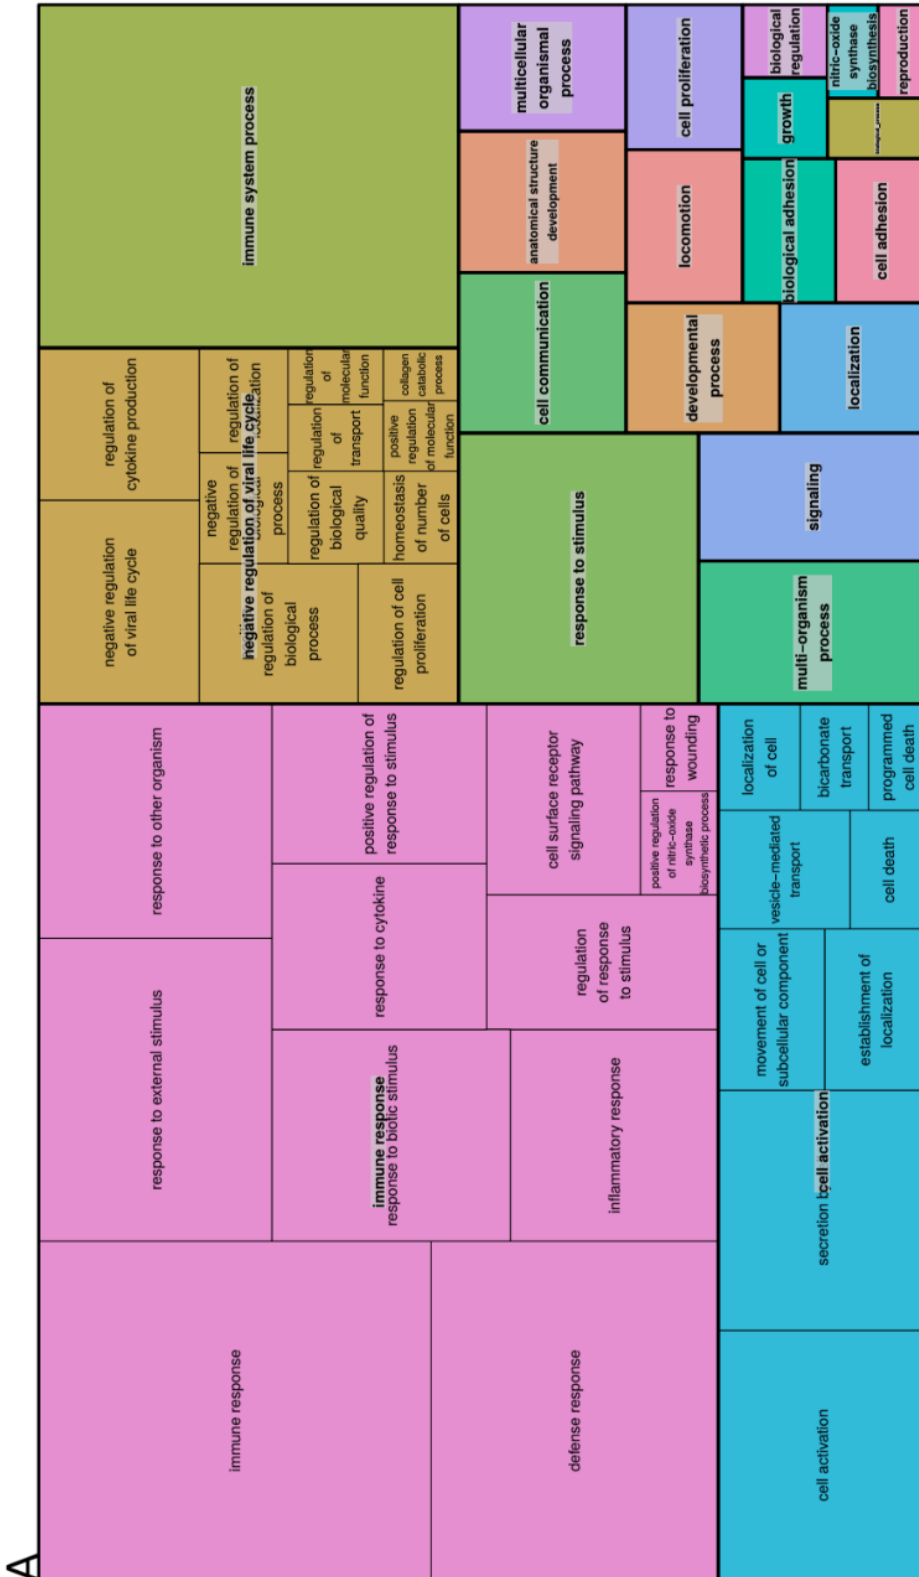 A
immune response
defense response
response to external stimulus
immune response
response to biotic stimulus
inflammatory response
response to other organism
response to cytokine
positive regulation of
response to stimulus
regulation
of response
to stimulus
cell surface receptor
signaling pathway
positive regulation
of nitric−oxide
synthase
biosynthetic process
response to
wounding
cell activation
secretion b
cell activation
movement of cell or
subcellular component
establishment of
localization
vesicle−mediated
transport
cell death
localization
of cell
bicarbonate
transport
programmed
cell death
negative regulation
of viral life cycle
regulation of
cytokine production
negative regulation of viral life cycle
regulation of
biological
process
negative
regulation of
biological
process
regulation of
localization
regulation of cell
proliferation
regulation of
biological
quality
regulation
of
transport
regulation
of
molecular
function
homeostasis
of number
of cells
positive
regulation
of molecular
function
collagen
catabolic
process
immune system process
response to stimulus
multi−organism
process
signaling
cell communication
anatomical structure
development
multicellular
organismal
process
developmental
process
localization
locomotion
cell proliferation
biological adhesion
cell adhesion
growth
biological
regulation
biological_process
nitric−oxide
synthase
biosynthesis
reproduction